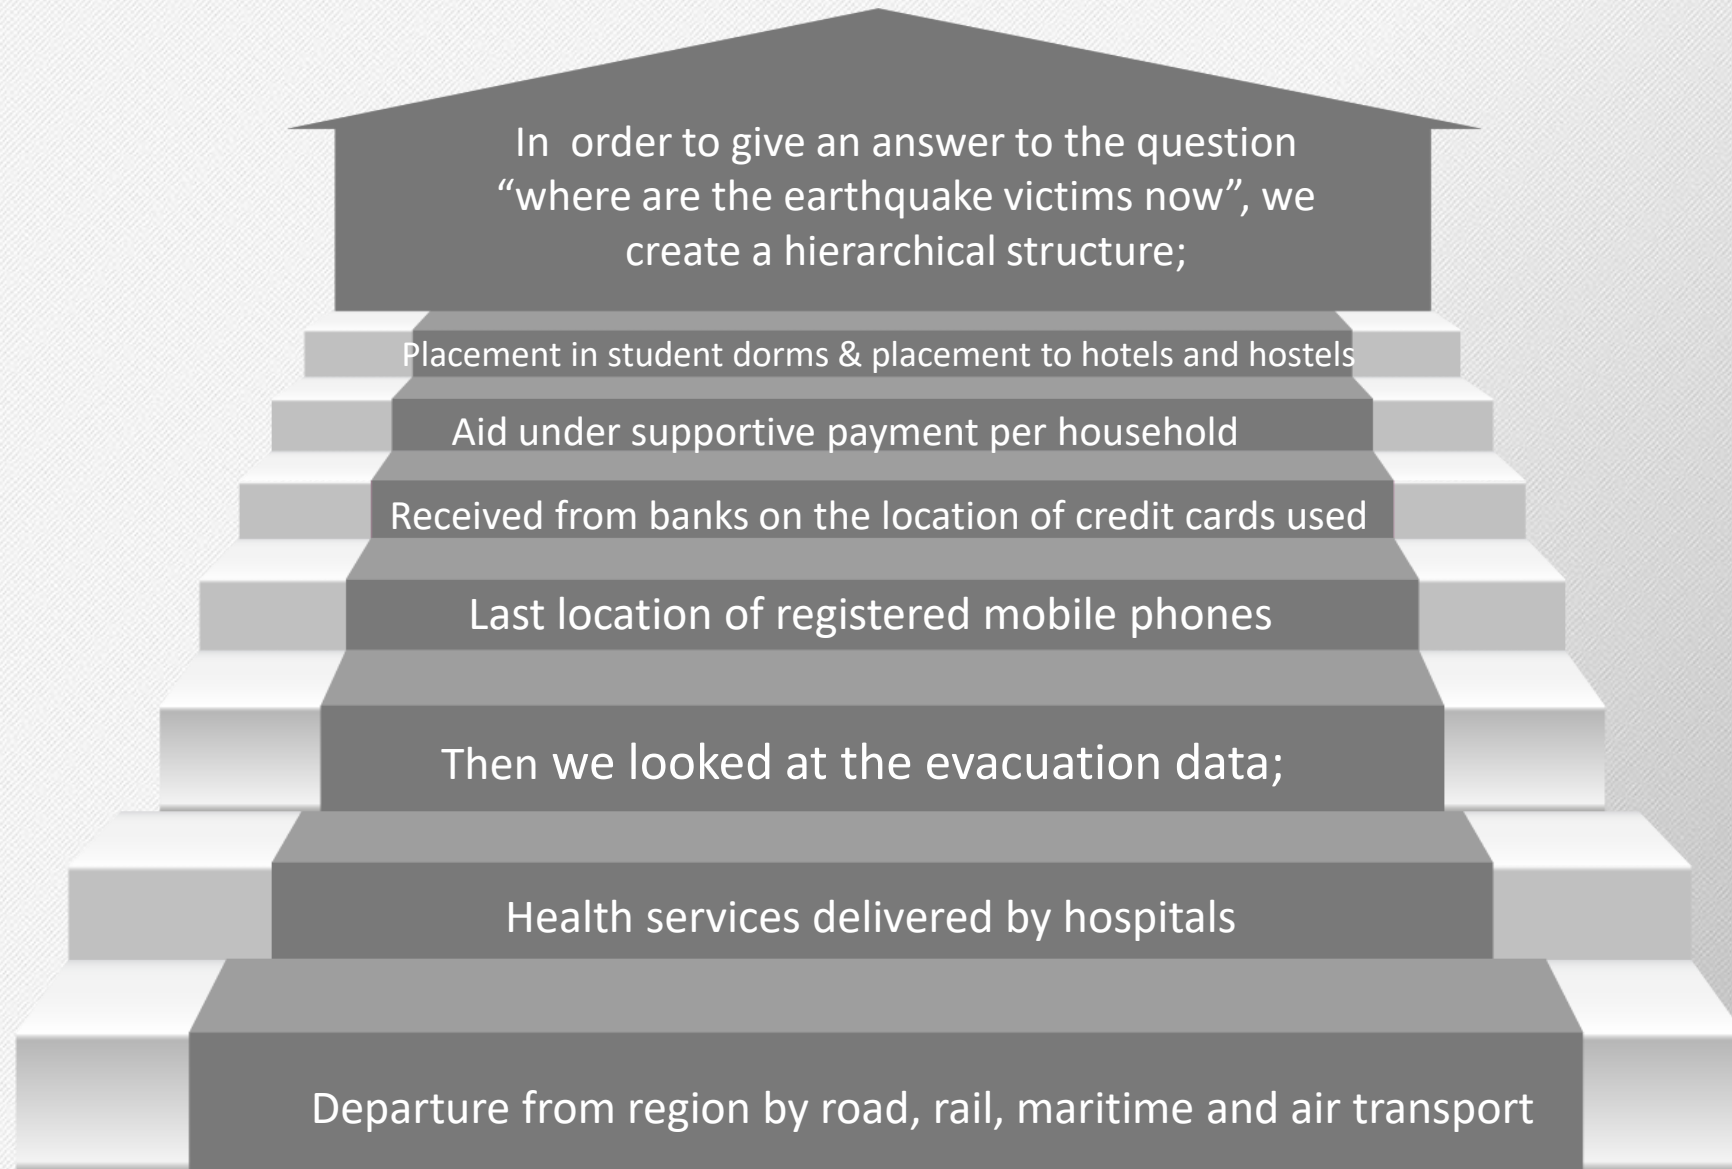 In order to give an answer to the question
“where are the earthquake victims now”, we
create a hierarchical structure;
Placement in student dorms & placement to hotels and hostels
Aid under supportive payment per household
Received from banks on the location of credit cards used
Last location of registered mobile phones
Then we looked at the evacuation data;
Health services delivered by hospitals
Departure from region by road, rail, maritime and air transport